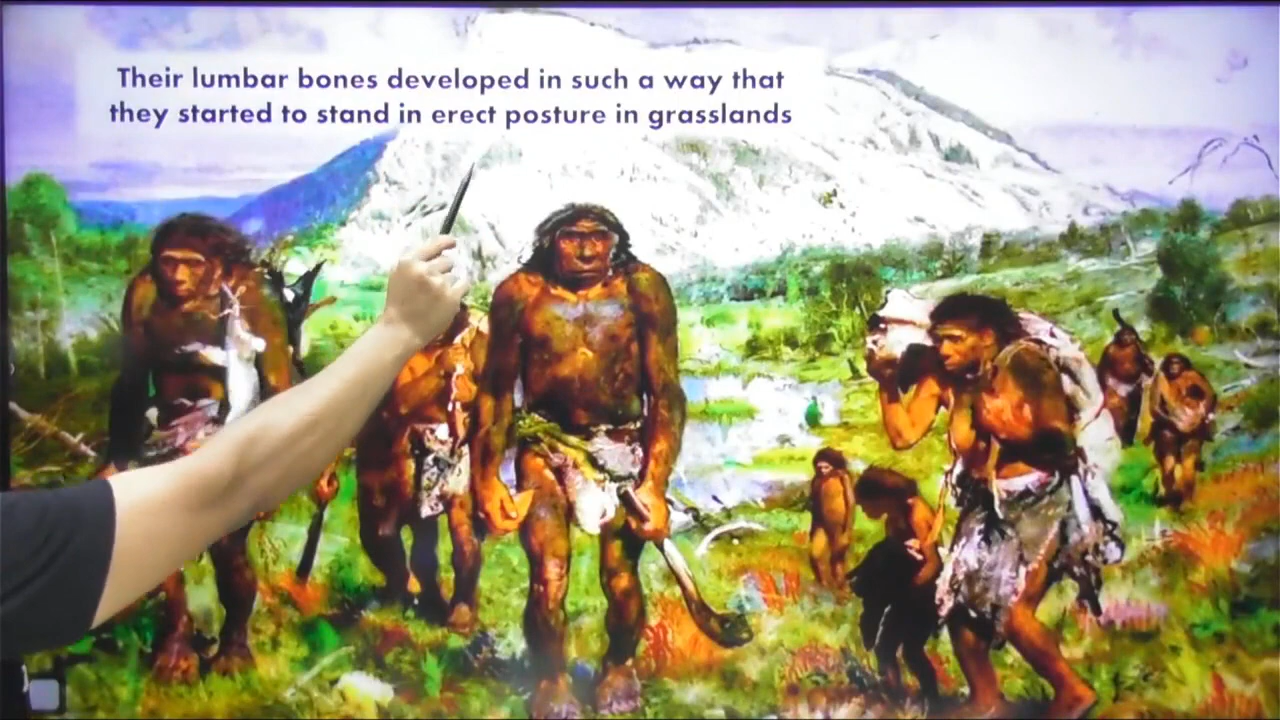 Their lumbar bones developed in such a way that
they started to stand in erect posture in grasslands